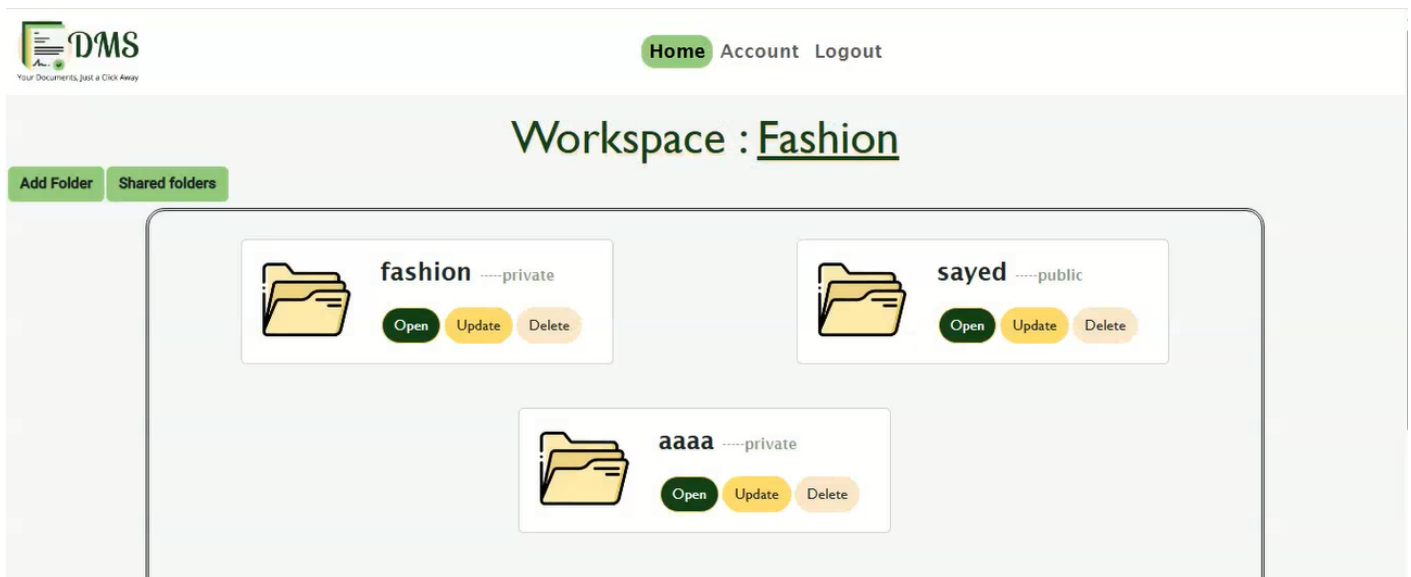 DMS
Your Documents, Just a Click Away
Home Account Logout
Workspace : Fashion
Add Folder Shared folders
fashion -----private
Open Update Delete
sayed -----public
Open Update Delete
aaaa -----private
Open Update Delete